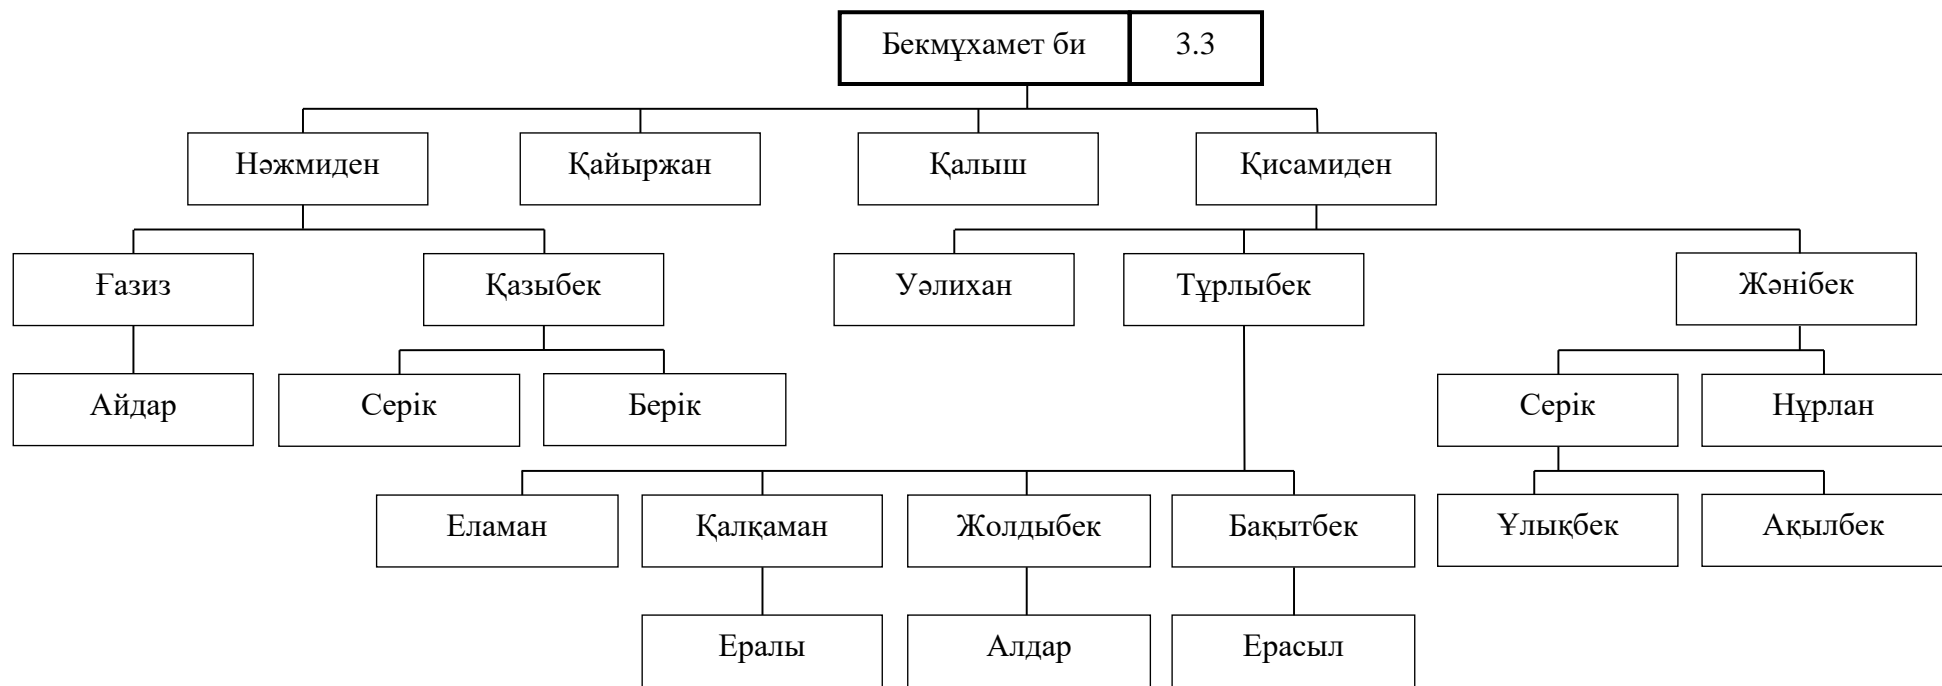 Бекмұхамет би 3.3
Нәжмиден Қайыржан Қалыш Қисамиден
Ғазиз Қазыбек Уәлихан Тұрлыбек Жәнібек
Айдар Серік Берік Серік Нұрлан
Еламан Қалқаман Жолдыбек Бақытбек Ұлықбек Ақылбек
Ералы Алдар Ерасыл